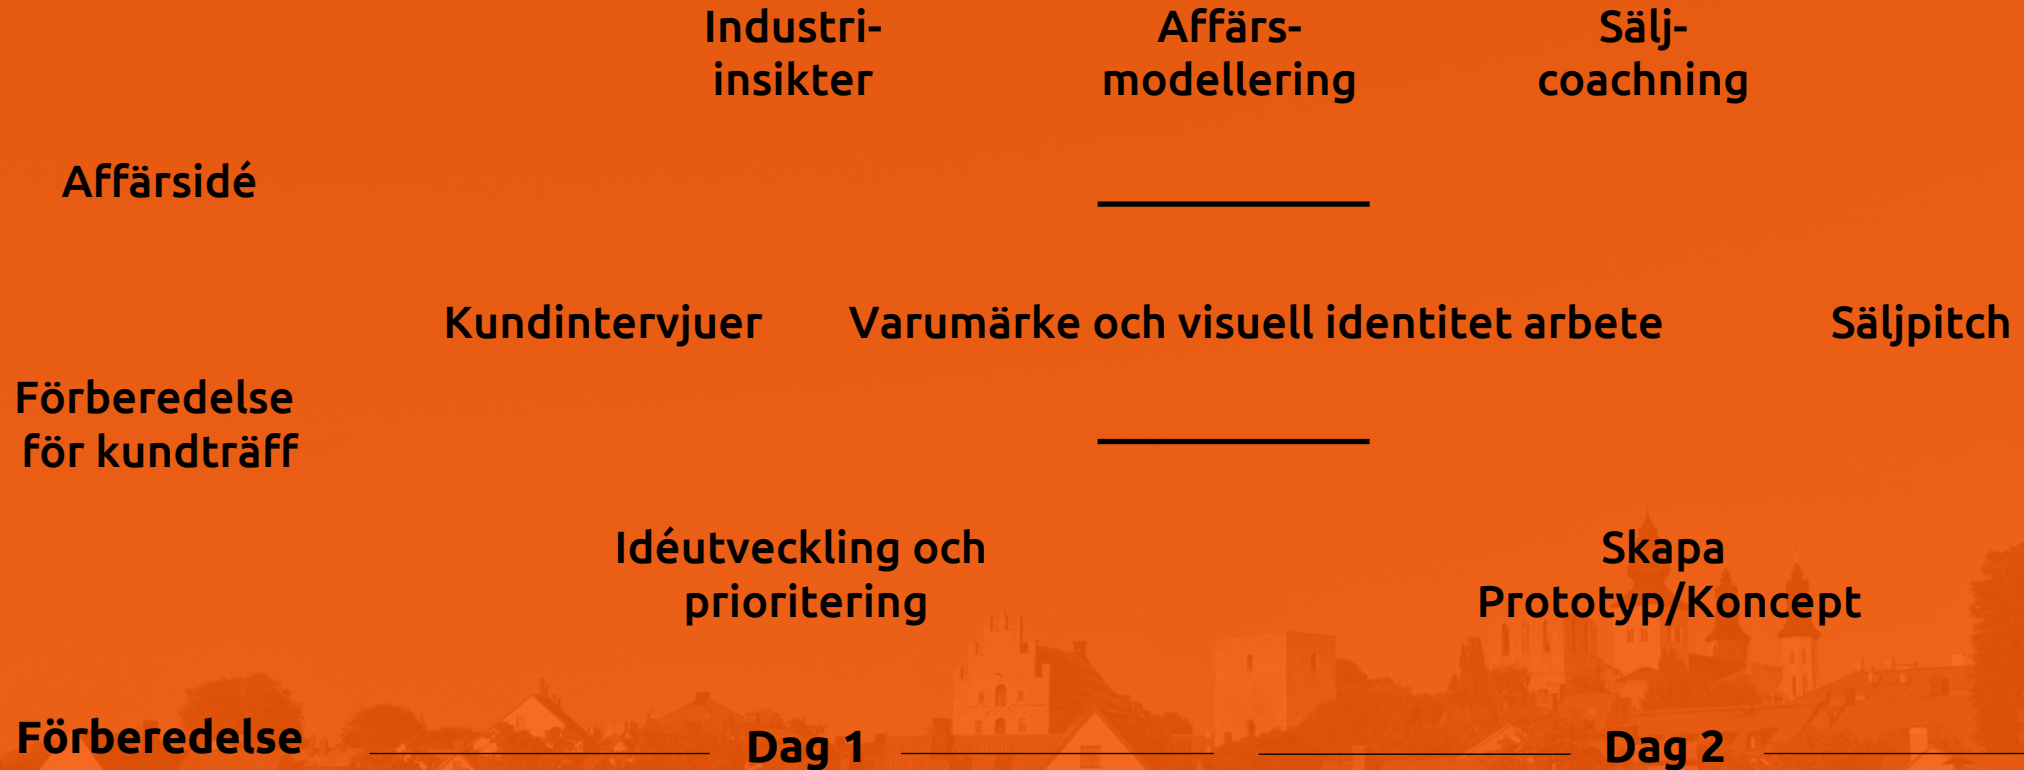 Industri-
insikter
Affärs-
modellering
Sälj-
coachning
Affärsidé
Kundintervjuer
Varumärke och visuell identitet arbete
Säljpitch
Förberedelse
för kundträff
Idéutveckling och
prioritering
Skapa
Prototyp/Koncept
Förberedelse
Dag 1
Dag 2